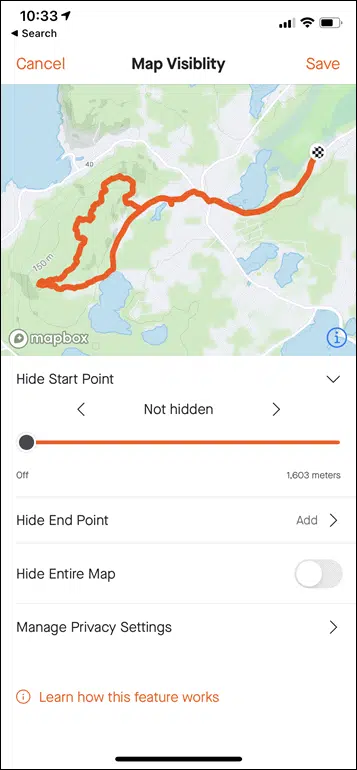 10:33
Search
Cancel
Map Visiblity
Save
40
150 m
mapbox
Hide Start Point
Not hidden
Off
1,603 meters
Hide End Point
Add
Hide Entire Map
Manage Privacy Settings
Learn how this feature works